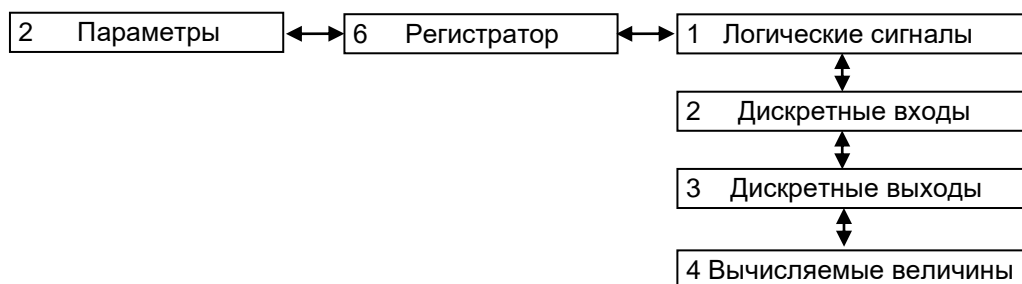 2 Параметры
6 Регистратор
1 Логические сигналы
2 Дискретные входы
3 Дискретные выходы
4 Вычисляемые величины